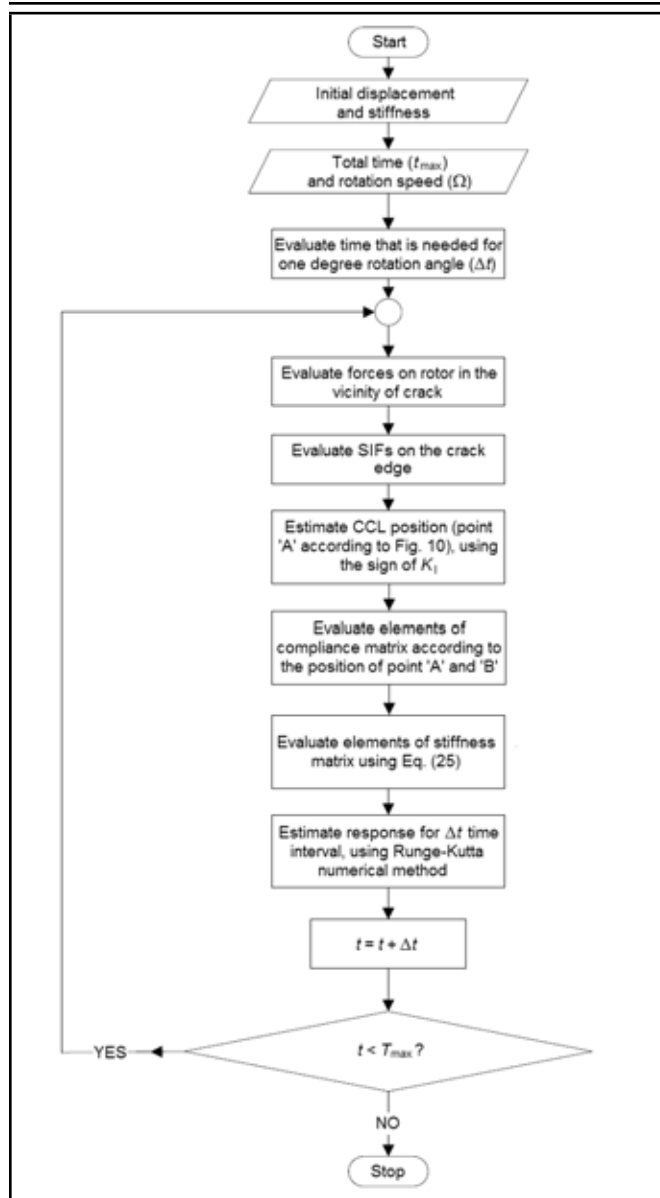 Start
Initial displacement
and stiffness
Total time (tmax)
and rotation speed (Ω)
Evaluate time that is needed for
one degree rotation angle (Δt)
Evaluate forces on rotor in the
vicinity of crack
Evaluate SIFs on the crack
edge
Estimate CCL position (point
'A' according to Fig. 10), using
the sign of KI
Evaluate elements of
compliance matrix according to
the position of point 'A' and 'B'
Evaluate elements of stiffness
matrix using Eq. (25)
Estimate response for Δt time
interval, using Runge-Kutta
numerical method
t = t + Δt
YES
t < Tmax?
NO
Stop